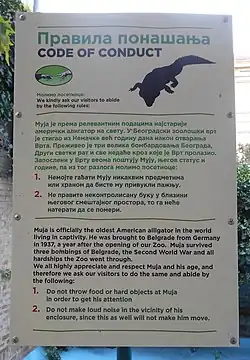 Правила понашања
CODE OF CONDUCT
Молимо посетиоце:
We kindly ask our visitors to abide
by the following rules:
Муја је према релевантним подацима најстарији
амерички алигатор на свету. У Београдски зоолошки врт
је стигао из Немачке већ годину дана након отварања
Врта. Преживео је три велика бомбардовања Београда,
Други светски рат и све недаће кроз које је Врт пролазио.
Запослени у Врту веома поштују Мују, његов статус и
године, па из тог разлога молимо посетиоце:
1. Немојте гађати Мују никаквим предметима
или храном да бисте му привукли пажњу.
2. Не правите неконтролисану буку у близини
његовог смештајног простора, то га неће
натерати да се помери.
Muja is officially the oldest American alligator in the world
living in captivity. He was brought to Belgrade from Germany
in 1937, a year after the opening of our Zoo. Muja survived
three bombings of Belgrade, the Second World War and all
hardships the Zoo went through.
We all highly appreciate and respect Muja and his age, and
therefore we ask our visitors to do the same and abide by
the following:
1. Do not throw food or hard objects at Muja
in order to get his attention
2. Do not make loud noise in the vicinity of his
enclosure, since this as well will not make him move.